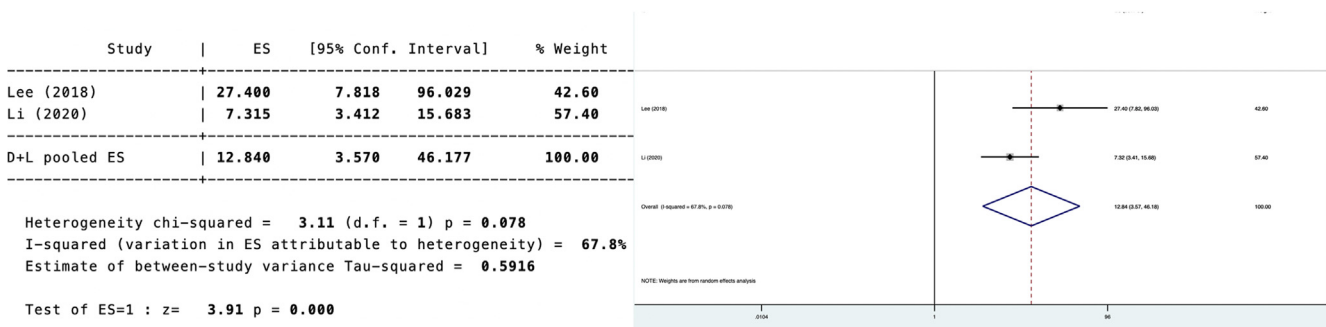 Study | ES [95% Conf. Interval] % Weight
Lee (2018) | 27.400 7.818 96.029 42.60
Li (2020) | 7.315 3.412 15.683 57.40
D+L pooled ES | 12.840 3.570 46.177 100.00
Heterogeneity chi-squared = 3.11 (d.f. = 1) p = 0.078
I-squared (variation in ES attributable to heterogeneity) = 67.8%
Estimate of between-study variance Tau-squared = 0.5916
Test of ES=1 : z= 3.91 p = 0.000
Lee (2018) 27.40 (7.82, 96.03) 42.60
Li (2020) 7.32 (3.41, 15.68) 57.40
Overall (I-squared = 67.8%, p = 0.078) 12.84 (3.57, 46.18) 100.00
NOTE: Weights are from random effects analysis
.0104 1 96